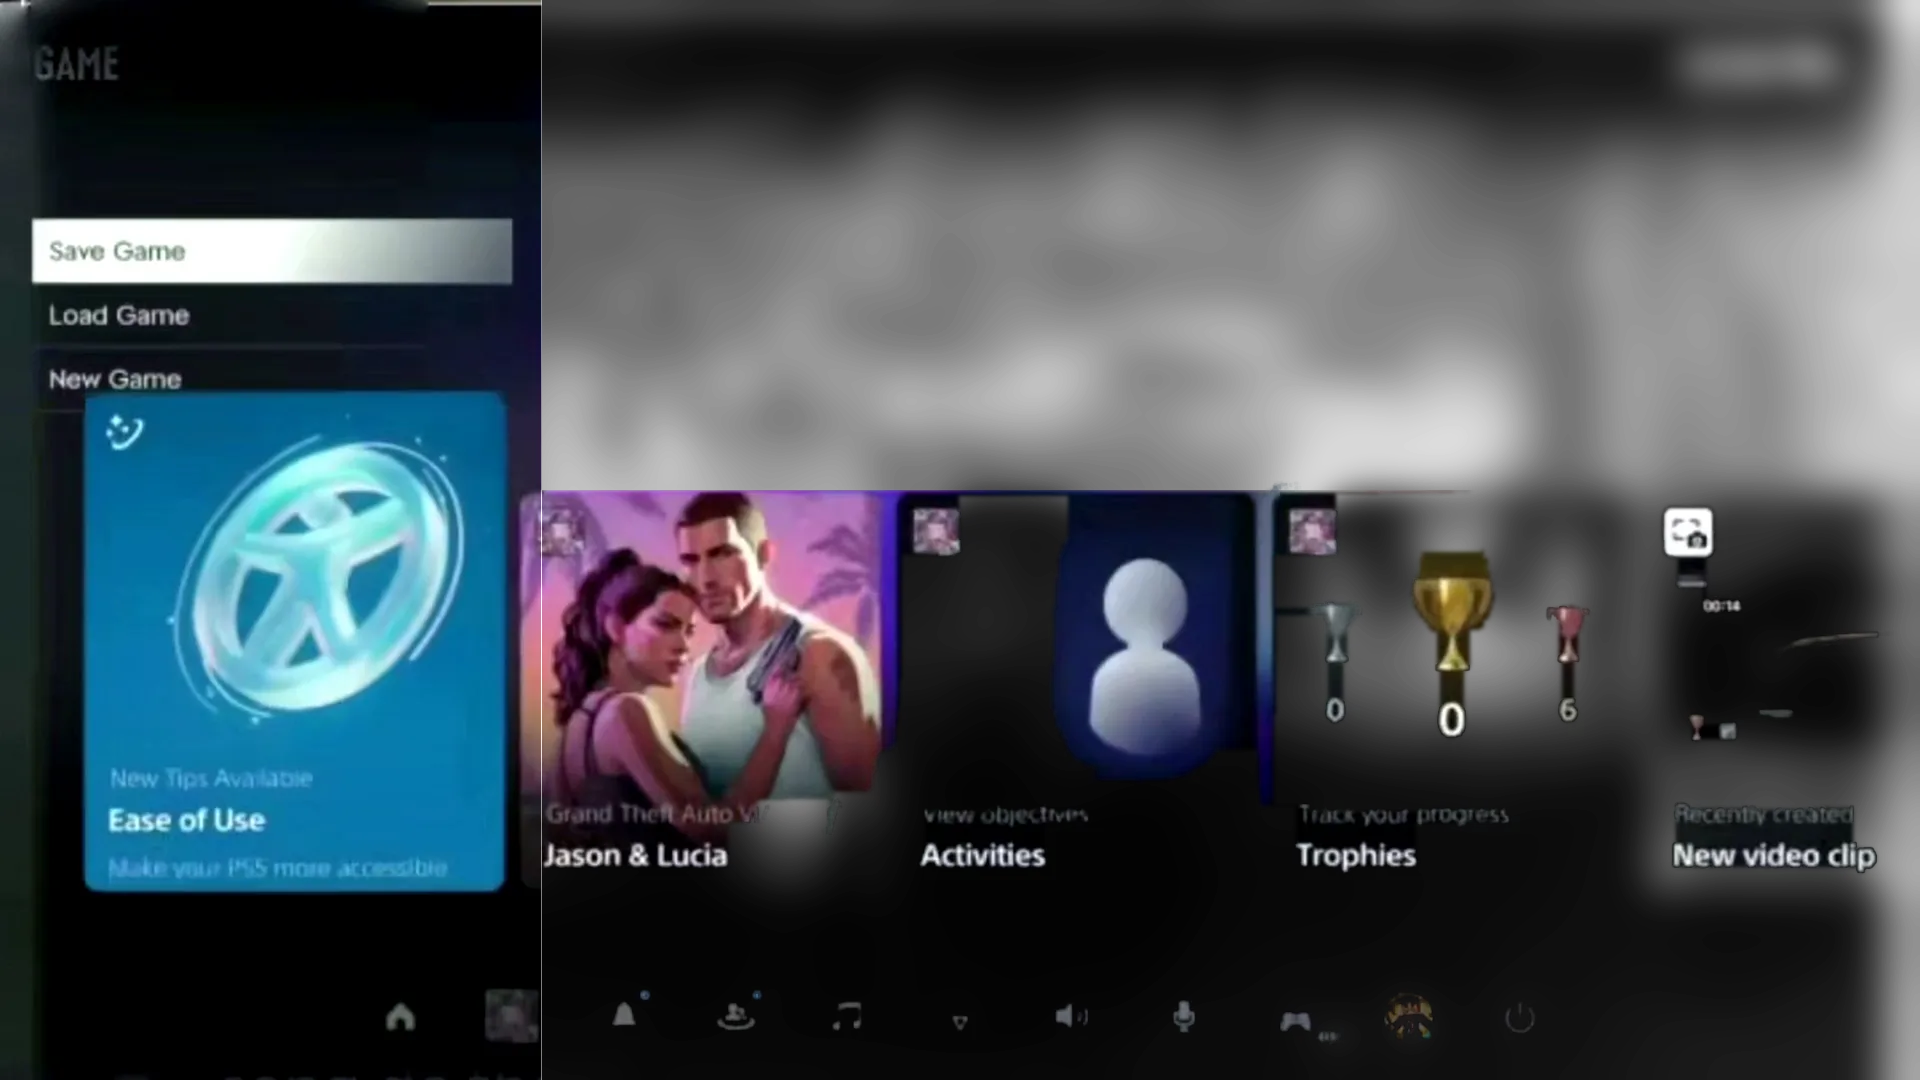 GAME
Save Game
Load Game
New Game
New Tips Available
Ease of Use
Make your PS5 more accessible
Grand Theft Auto VI
Jason & Lucia
View objectives
Activities
0
0
6
Track your progress
Trophies
00:14
Recently created
New video clip